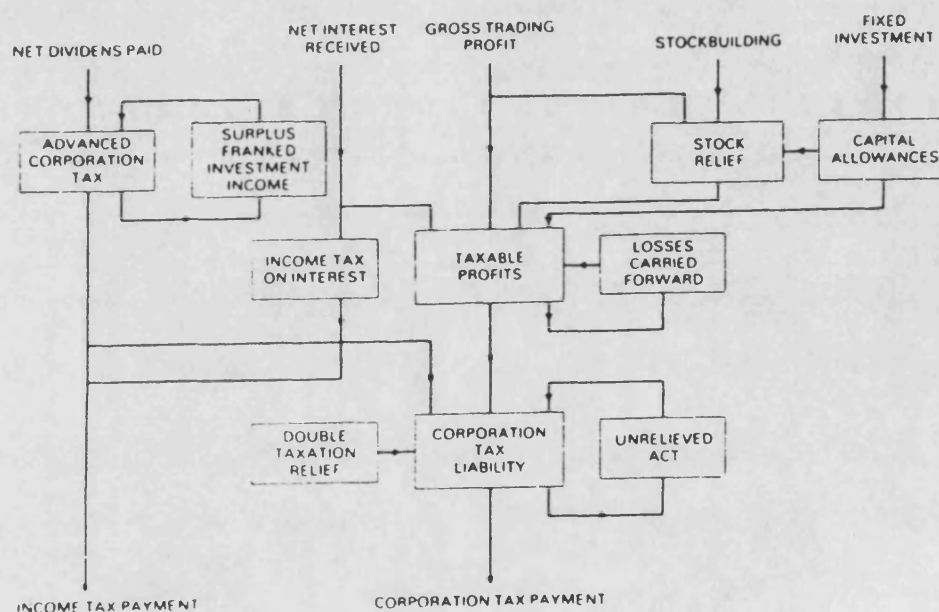 NET DIVIDENS PAID
NET INTEREST
RECEIVED
GROSS TRADING
PROFIT
STOCKBUILDING
FIXED
INVESTMENT
ADVANCED
CORPORATION
TAX
SURPLUS
FRANKED
INVESTMENT
INCOME
STOCK
RELIEF
CAPITAL
ALLOWANCES
INCOME TAX
ON INTEREST
TAXABLE
PROFITS
LOSSES
CARRIED
FORWARD
DOUBLE
TAXATION
RELIEF
CORPORATION
TAX
LIABILITY
UNRELIEVED
ACT
INCOME TAX PAYMENT
CORPORATION TAX PAYMENT